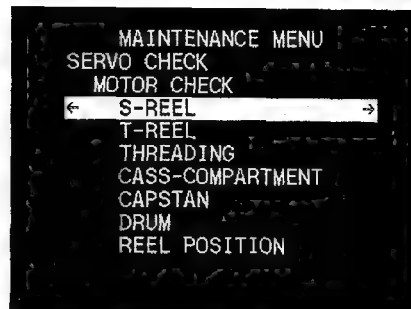 MAINTENANCE MENU
SERVO CHECK
MOTOR CHECK
← S-REEL →
T-REEL
THREADING
CASS-COMPARTMENT
CAPSTAN
DRUM
REEL POSITION